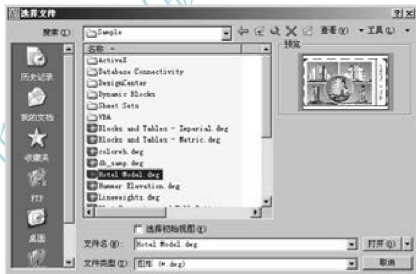 选择文件
搜索(I):
Sample
查看(V)
工具(L)
名称
预览
ActiveX
Database Connectivity
DesignCenter
Dynamic Blocks
Sheet Sets
VBA
Blocks and Tables - Imperial.dwg
Blocks and Tables - Metric.dwg
colorwh.dwg
db_samp.dwg
Hotel Model.dwg
Hummer Elevation.dwg
Lineweights.dwg
历史记录
我的文档
收藏夹
FTP
桌面
选择初始视图(E)
文件名(N):
Hotel Model.dwg
打开(O)
文件类型(T):
图形 (*.dwg)
取消